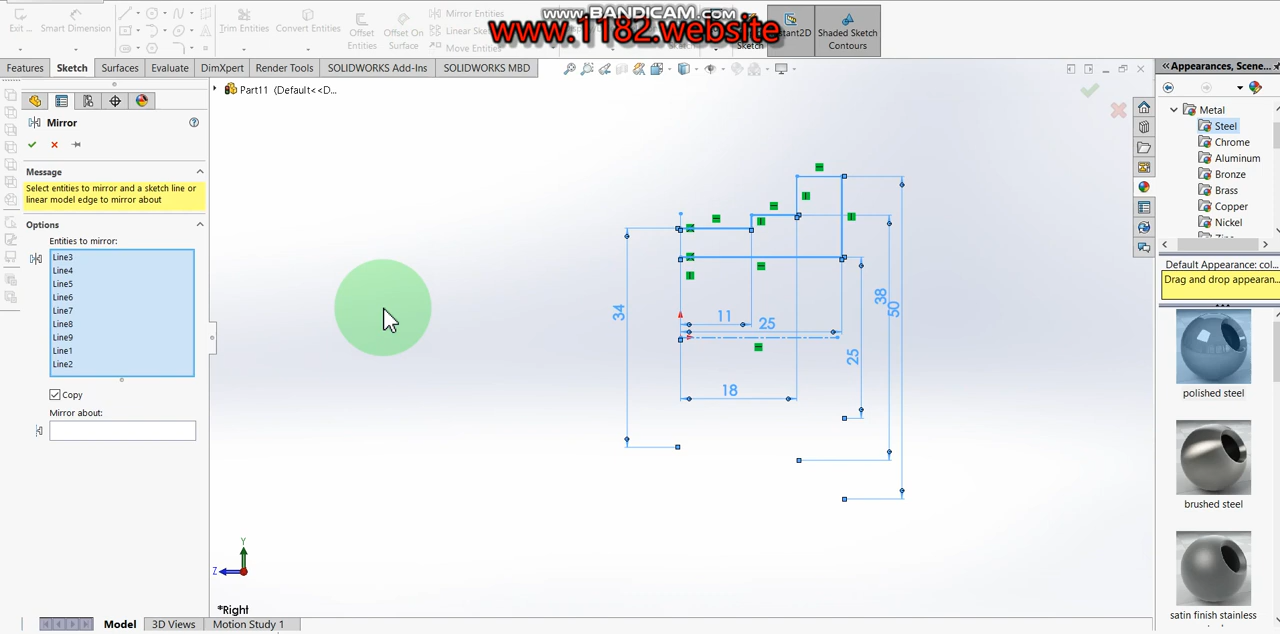 www.BANDICAM.com
www.1182.website
Exit ...
Smart Dimension
Trim Entities
Convert Entities
Offset Entities
Offset On Surface
Mirror Entities
Linear Sk
Move Entities
Sketch
stant2D
Shaded Sketch Contours
Features
Sketch
Surfaces
Evaluate
DimXpert
Render Tools
SOLIDWORKS Add-Ins
SOLIDWORKS MBD
Part11 (Default<<D...
Mirror
Message
Select entities to mirror and a sketch line or
linear model edge to mirror about
Options
Entities to mirror:
Line3
Line4
Line5
Line6
Line7
Line8
Line9
Line1
Line2
Copy
Mirror about:
34
11
25
18
25
38
50
Y
Z
*Right
Model
3D Views
Motion Study 1
Appearances, Scene...
Metal
Steel
Chrome
Aluminum
Bronze
Brass
Copper
Nickel
Default Appearance: col...
Drag and drop appearan...
polished steel
brushed steel
satin finish stainless